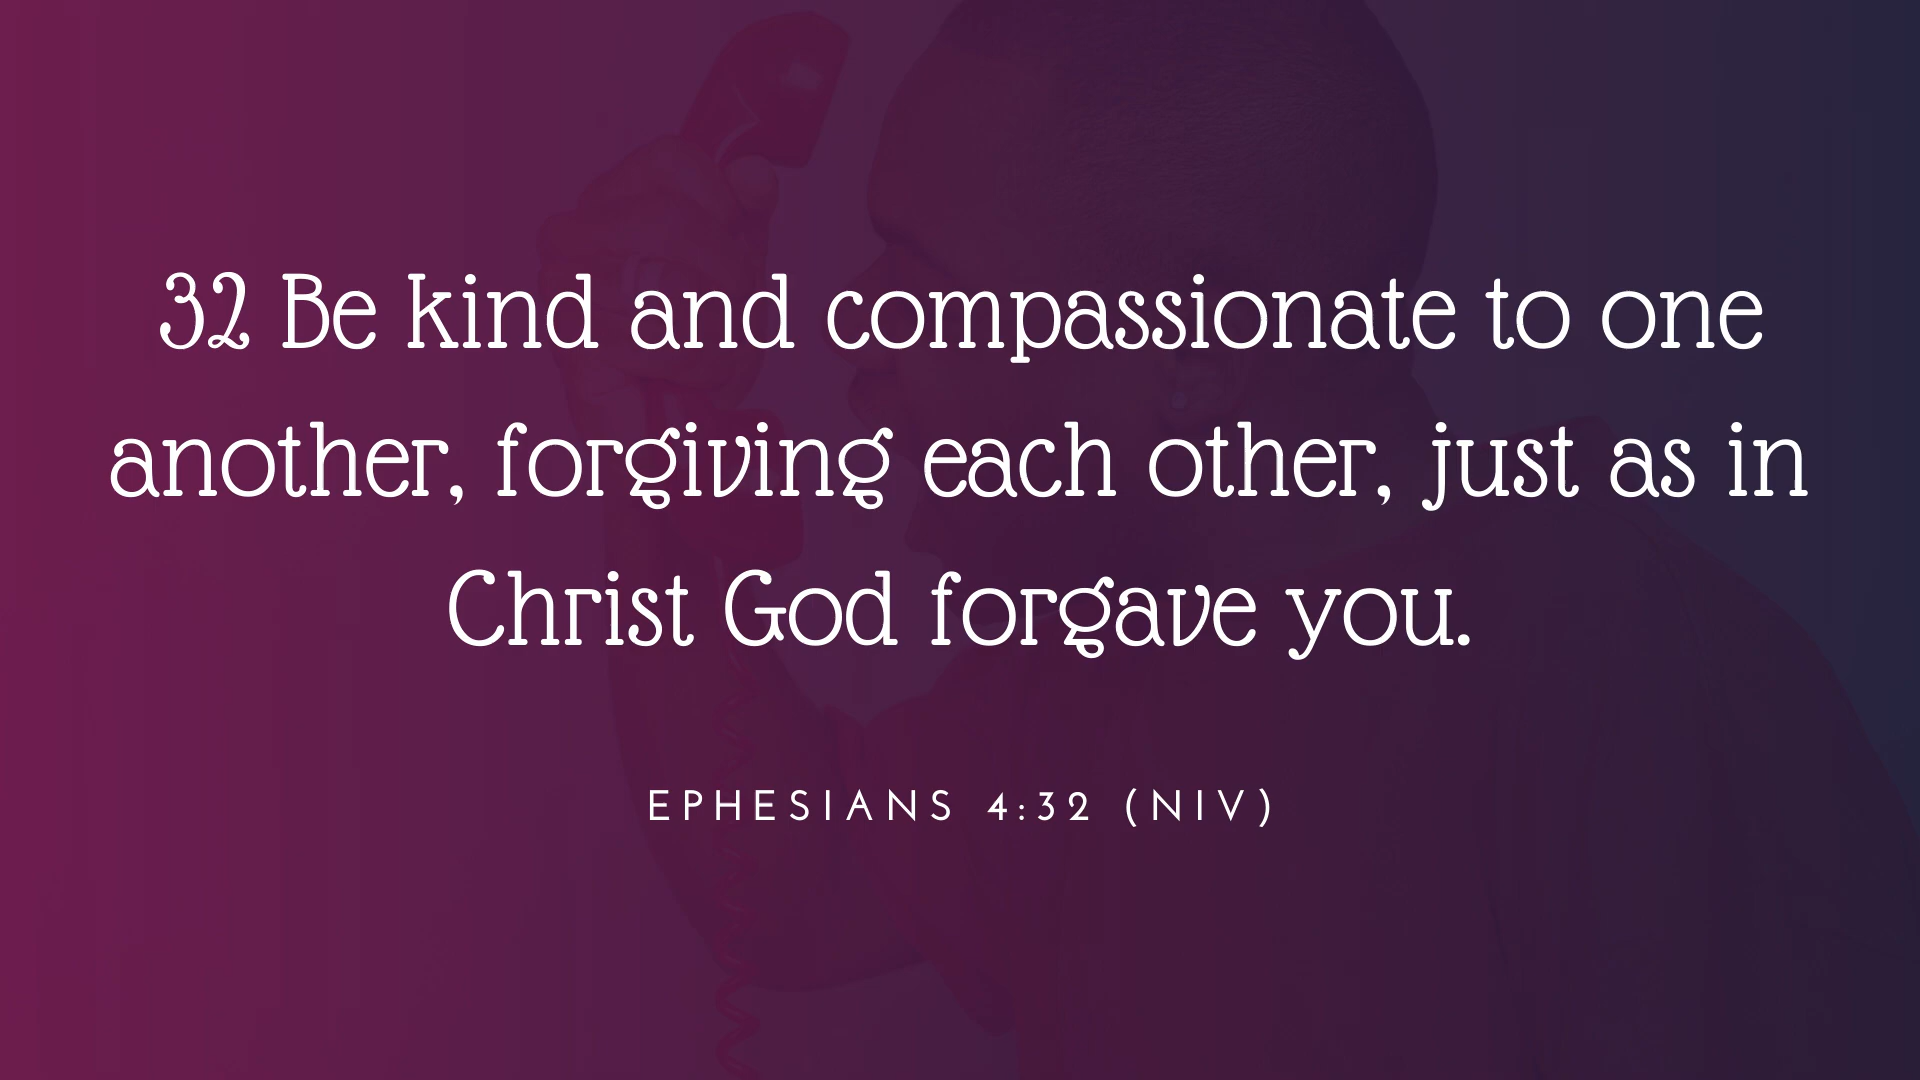 32 Be kind and compassionate to one
another, forgiving each other, just as in
Christ God forgave you.
EPHESIANS 4:32 (NIV)